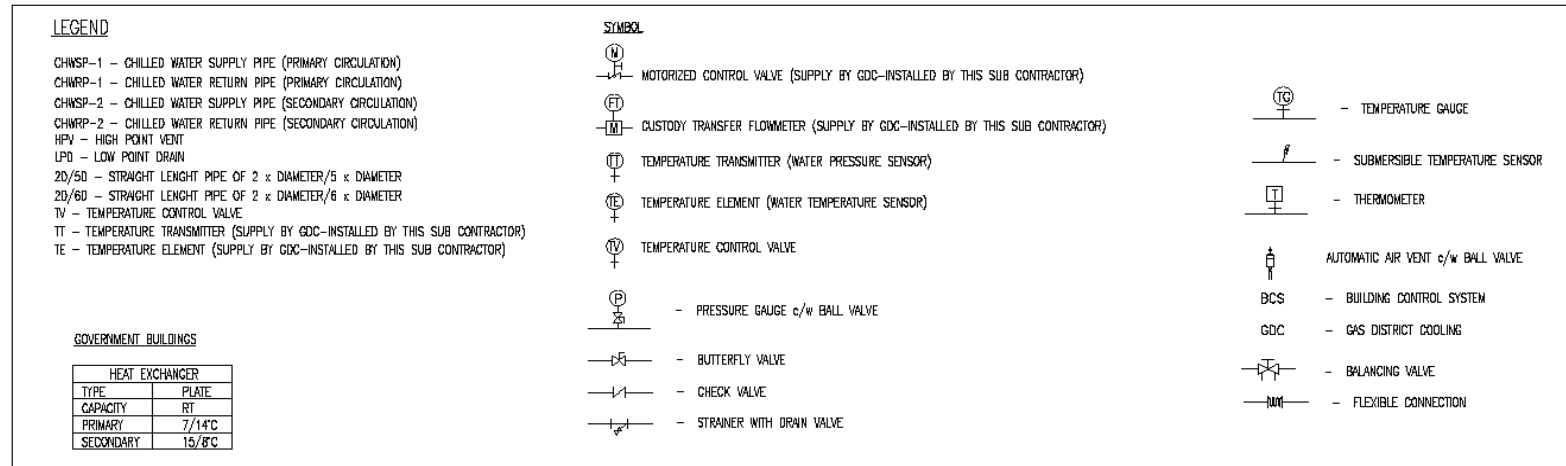 LEGEND
CHWSP-1 – CHILLED WATER SUPPLY PIPE (PRIMARY CIRCULATION)
CHWRP-1 – CHILLED WATER RETURN PIPE (PRIMARY CIRCULATION)
CHWSP-2 – CHILLED WATER SUPPLY PIPE (SECONDARY CIRCULATION)
CHWRP-2 – CHILLED WATER RETURN PIPE (SECONDARY CIRCULATION)
HPV – HIGH POINT VENT
LPD – LOW POINT DRAIN
2D/5D – STRAIGHT LENGHT PIPE OF 2 x DIAMETER/5 x DIAMETER
2D/6D – STRAIGHT LENGHT PIPE OF 2 x DIAMETER/6 x DIAMETER
TV – TEMPERATURE CONTROL VALVE
TT – TEMPERATURE TRANSMITTER (SUPPLY BY GDC-INSTALLED BY THIS SUB CONTRACTOR)
TE – TEMPERATURE ELEMENT (SUPPLY BY GDC-INSTALLED BY THIS SUB CONTRACTOR)
GOVERNMENT BUILDINGS
HEAT EXCHANGER
TYPE PLATE
CAPACITY RT
PRIMARY 7/14°C
SECONDARY 15/8°C
SYMBOL
M MOTORIZED CONTROL VALVE (SUPPLY BY GDC-INSTALLED BY THIS SUB CONTRACTOR)
FT
M CUSTODY TRANSFER FLOWMETER (SUPPLY BY GDC-INSTALLED BY THIS SUB CONTRACTOR)
TT TEMPERATURE TRANSMITTER (WATER PRESSURE SENSOR)
TE TEMPERATURE ELEMENT (WATER TEMPERATURE SENSOR)
TV TEMPERATURE CONTROL VALVE
P – PRESSURE GAUGE c/w BALL VALVE
– BUTTERFLY VALVE
– CHECK VALVE
– STRAINER WITH DRAIN VALVE
TG – TEMPERATURE GAUGE
– SUBMERSIBLE TEMPERATURE SENSOR
T – THERMOMETER
AUTOMATIC AIR VENT c/w BALL VALVE
BCS – BUILDING CONTROL SYSTEM
GDC – GAS DISTRICT COOLING
– BALANCING VALVE
– FLEXIBLE CONNECTION